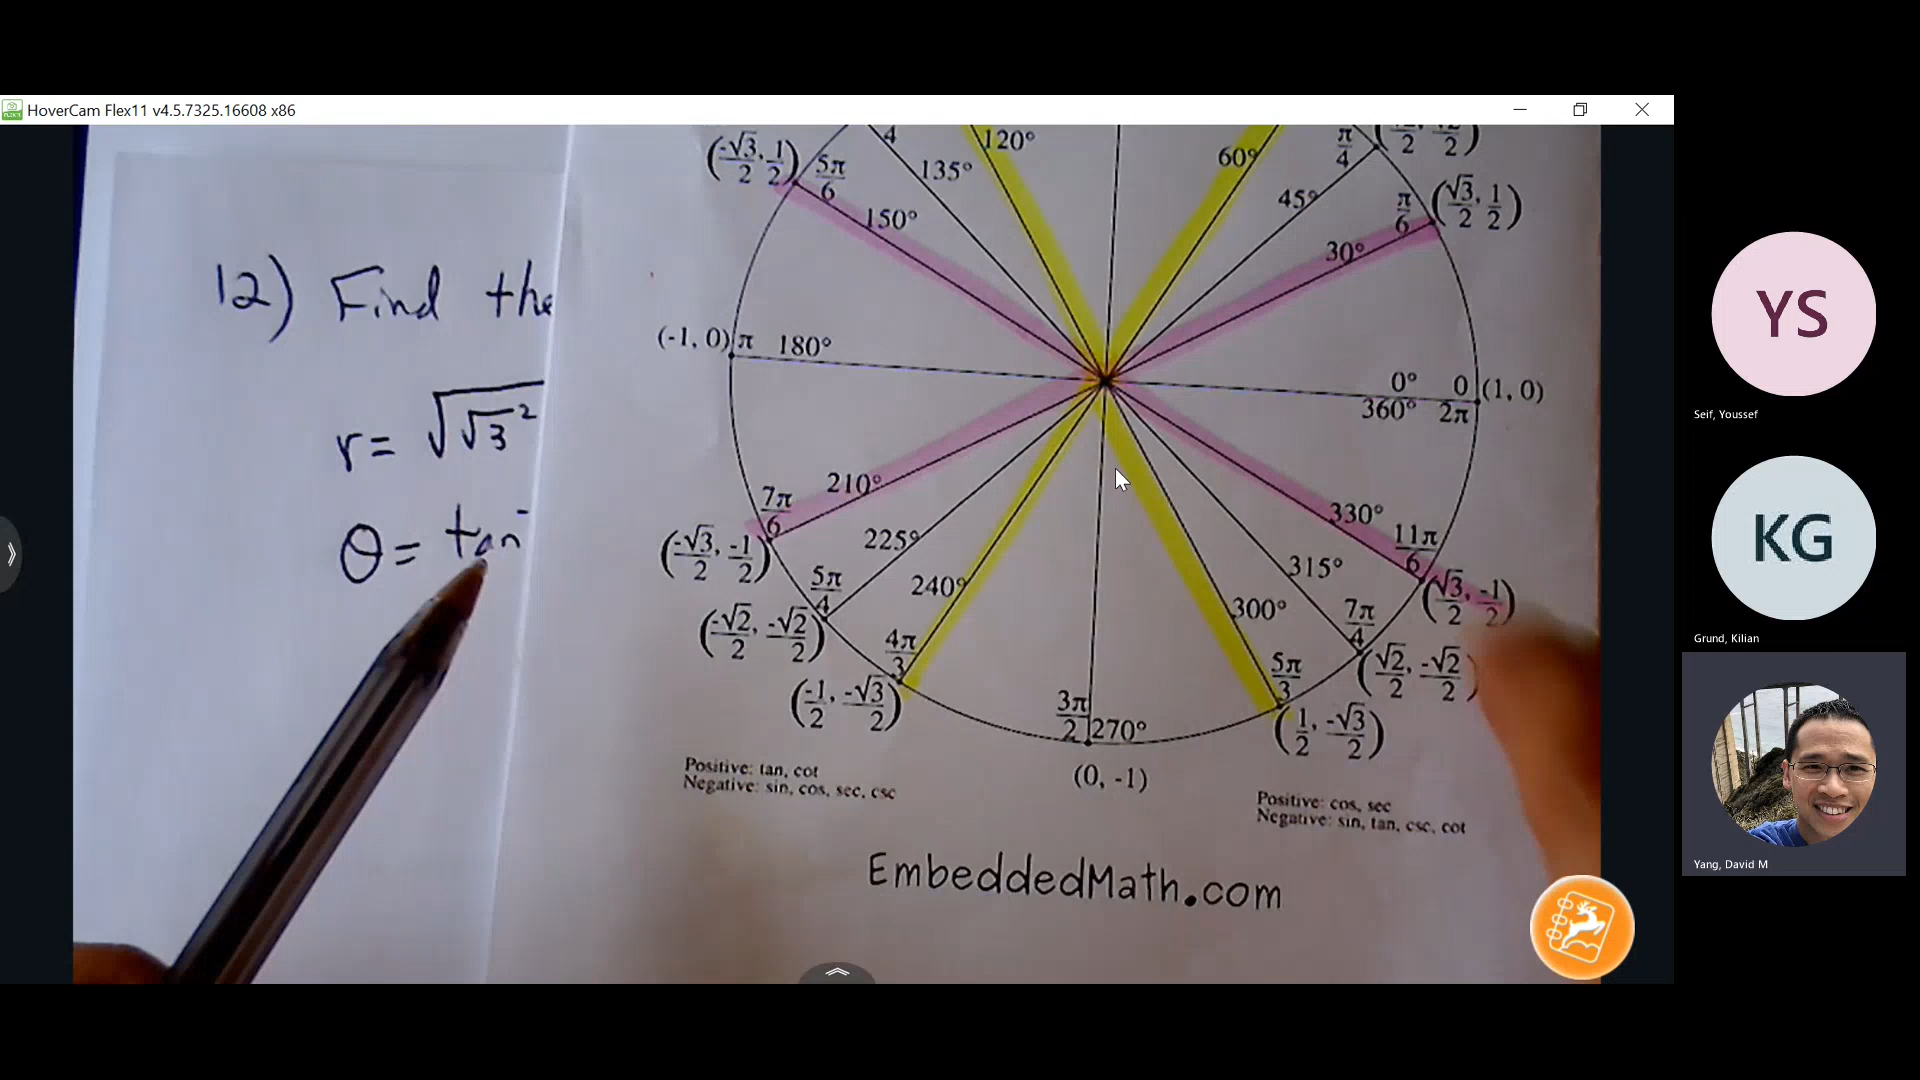 HoverCam Flex11 v4.5.7325.16608 x86
12) Find the
r = √√3²
θ = tan⁻
(-√3/2, 1/2) 5π/6 150°
4 135°
120°
60°
π/4 45°
π/6 (√3/2, 1/2) 30°
(-1, 0) π 180°
0° 0 (1, 0)
360° 2π
7π/6 210°
(-√3/2, -1/2)
5π/4 225°
(-√2/2, -√2/2)
4π/3 240°
(-1/2, -√3/2)
3π/2 270°
(0, -1)
300° 5π/3
(1/2, -√3/2)
315° 7π/4
(√2/2, -√2/2)
330° 11π/6
(√3/2, -1/2)
Positive: tan, cot
Negative: sin, cos, sec, csc
Positive: cos, sec
Negative: sin, tan, csc, cot
EmbeddedMath.com
YS
Seif, Youssef
KG
Grund, Kilian
Yang, David M